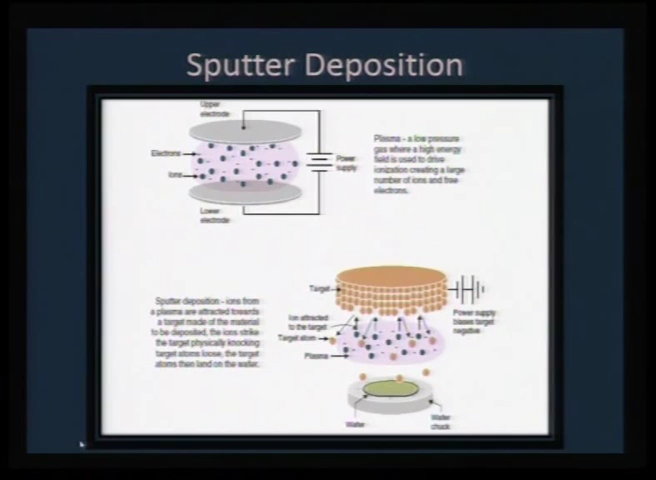 Sputter Deposition
Upper
electrode
Electrons
Ions
Power
supply
Lower
electrode
Plasma - a low pressure
gas where a high energy
field is used to drive
ionization creating a large
number of ions and free
electrons.
Sputter deposition - ions from
a plasma are attracted towards
a target made of the material
to be deposited, the ions strike
the target physically knocking
target atoms loose, the target
atoms then land on the water.
Target
Ion attracted
to the target
Target atom
Plasma
Power supply
biases target
negative
Wafer
Wafer
chuck